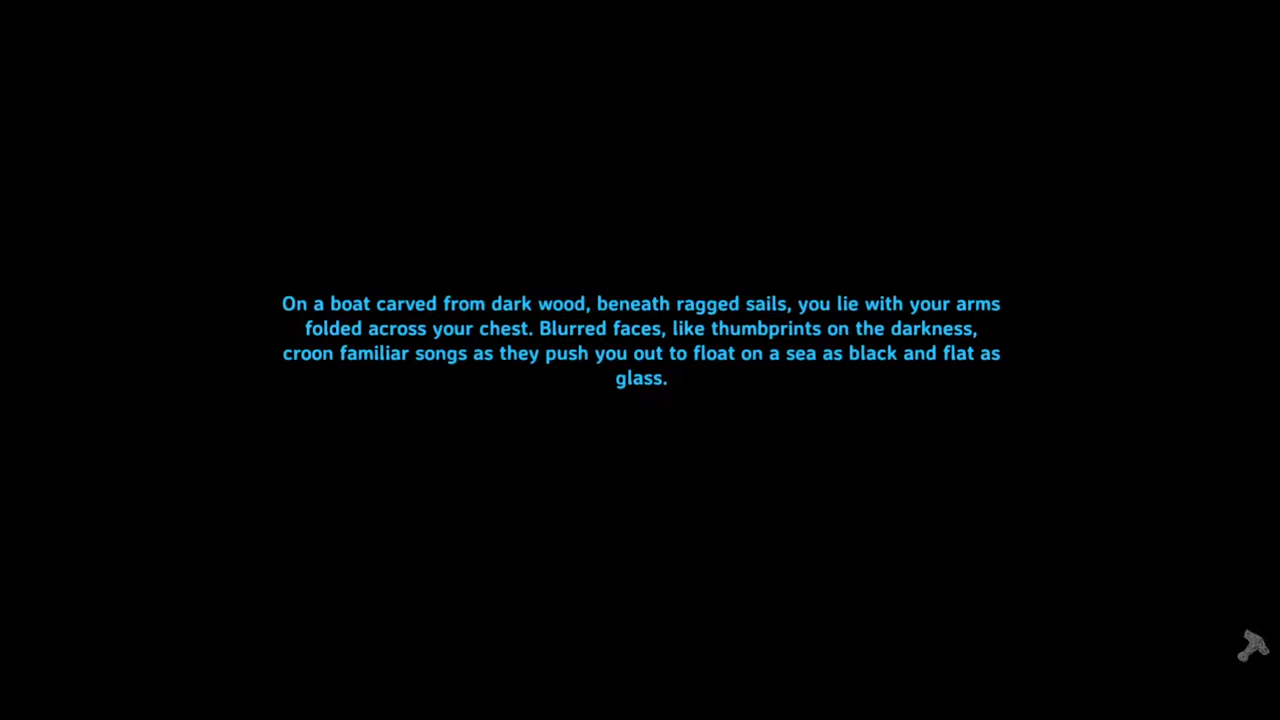 On a boat carved from dark wood, beneath ragged sails, you lie with your arms
folded across your chest. Blurred faces, like thumbprints on the darkness,
croon familiar songs as they push you out to float on a sea as black and flat as
glass.